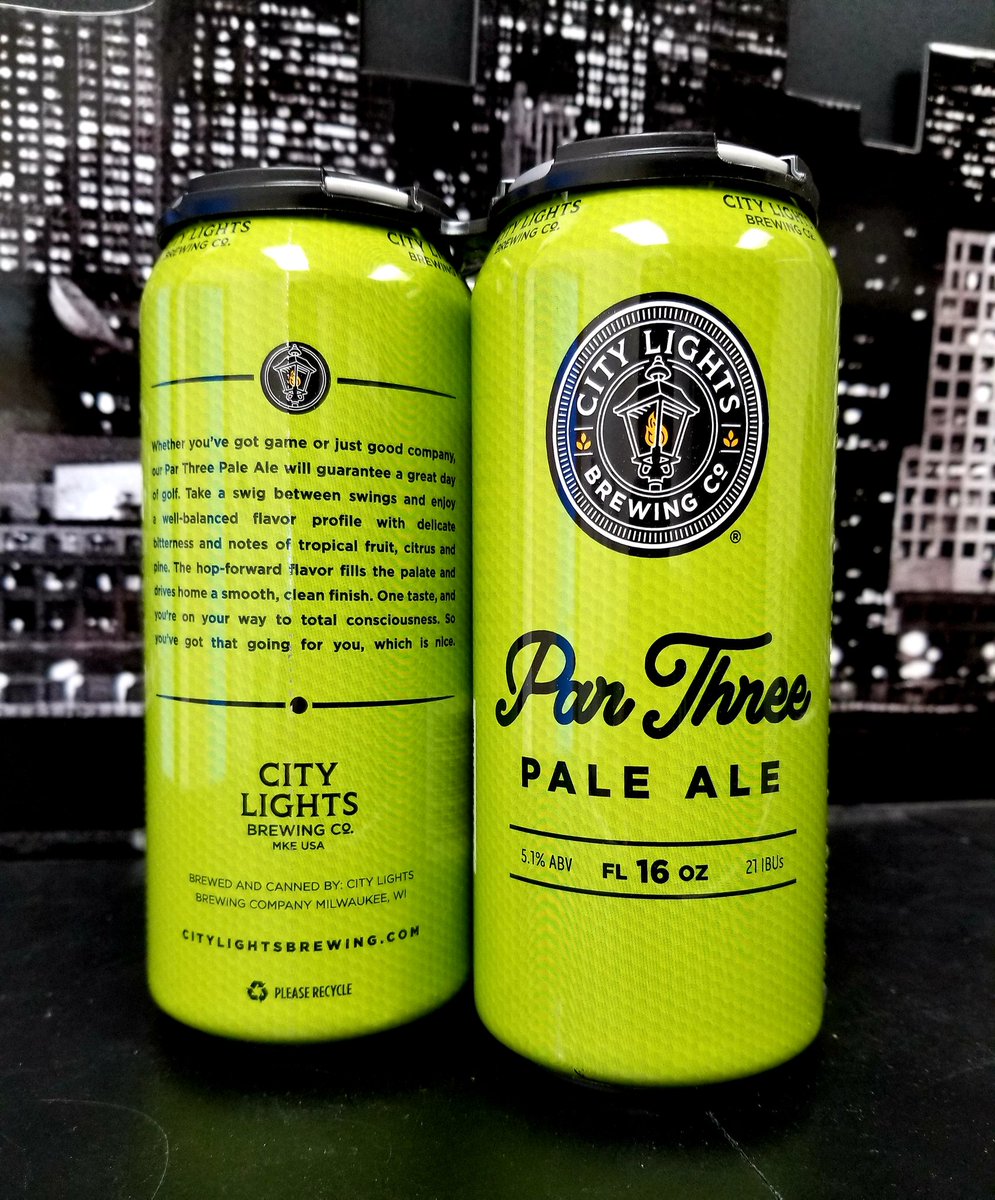 CITY LIGHTS
BREWING CO.
Whether you've got game or just good company,
our Par Three Pale Ale will guarantee a great day
of golf. Take a swig between swings and enjoy
a well-balanced flavor profile with delicate
bitterness and notes of tropical fruit, citrus and
pine. The hop-forward flavor fills the palate and
drives home a smooth, clean finish. One taste, and
you're on your way to total consciousness. So
you've got that going for you, which is nice.
CITY
LIGHTS
BREWING CO.
MKE USA
BREWED AND CANNED BY: CITY LIGHTS
BREWING COMPANY MILWAUKEE, WI
CITYLIGHTSBREWING.COM
PLEASE RECYCLE
CITY LIGHTS
BREWING CO.
CITY LIGHTS
BREWING CO.
CITY LIGHTS
BREWING CO
®
Par Three
PALE ALE
5.1% ABV FL 16 OZ 21 IBUs